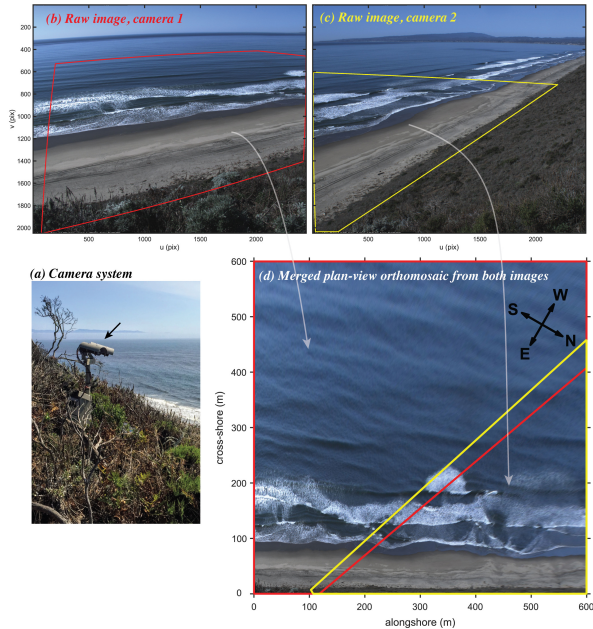 (b) Raw image, camera 1
(c) Raw image, camera 2
0
200
400
600
800
1000
1200
1400
1600
1800
2000
v (pix)
500
1000
1500
2000
u (pix)
500
1000
1500
2000
u (pix)
(a) Camera system
(d) Merged plan-view orthomosaic from both images
S
W
E
N
600
500
400
300
200
100
0
cross-shore (m)
0
100
200
300
400
500
600
alongshore (m)